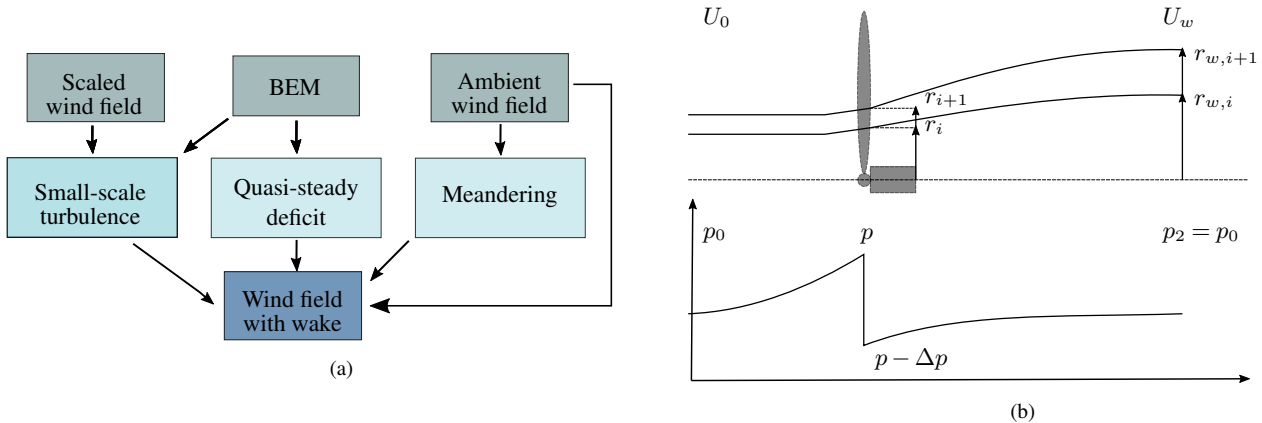 Scaled
wind field
BEM
Ambient
wind field
Small-scale
turbulence
Quasi-steady
deficit
Meandering
Wind field
with wake
(a)
U_0
U_w
r_{w,i+1}
r_{i+1}
r_{w,i}
r_i
p_0
p
p_2 = p_0
p − Δp
(b)